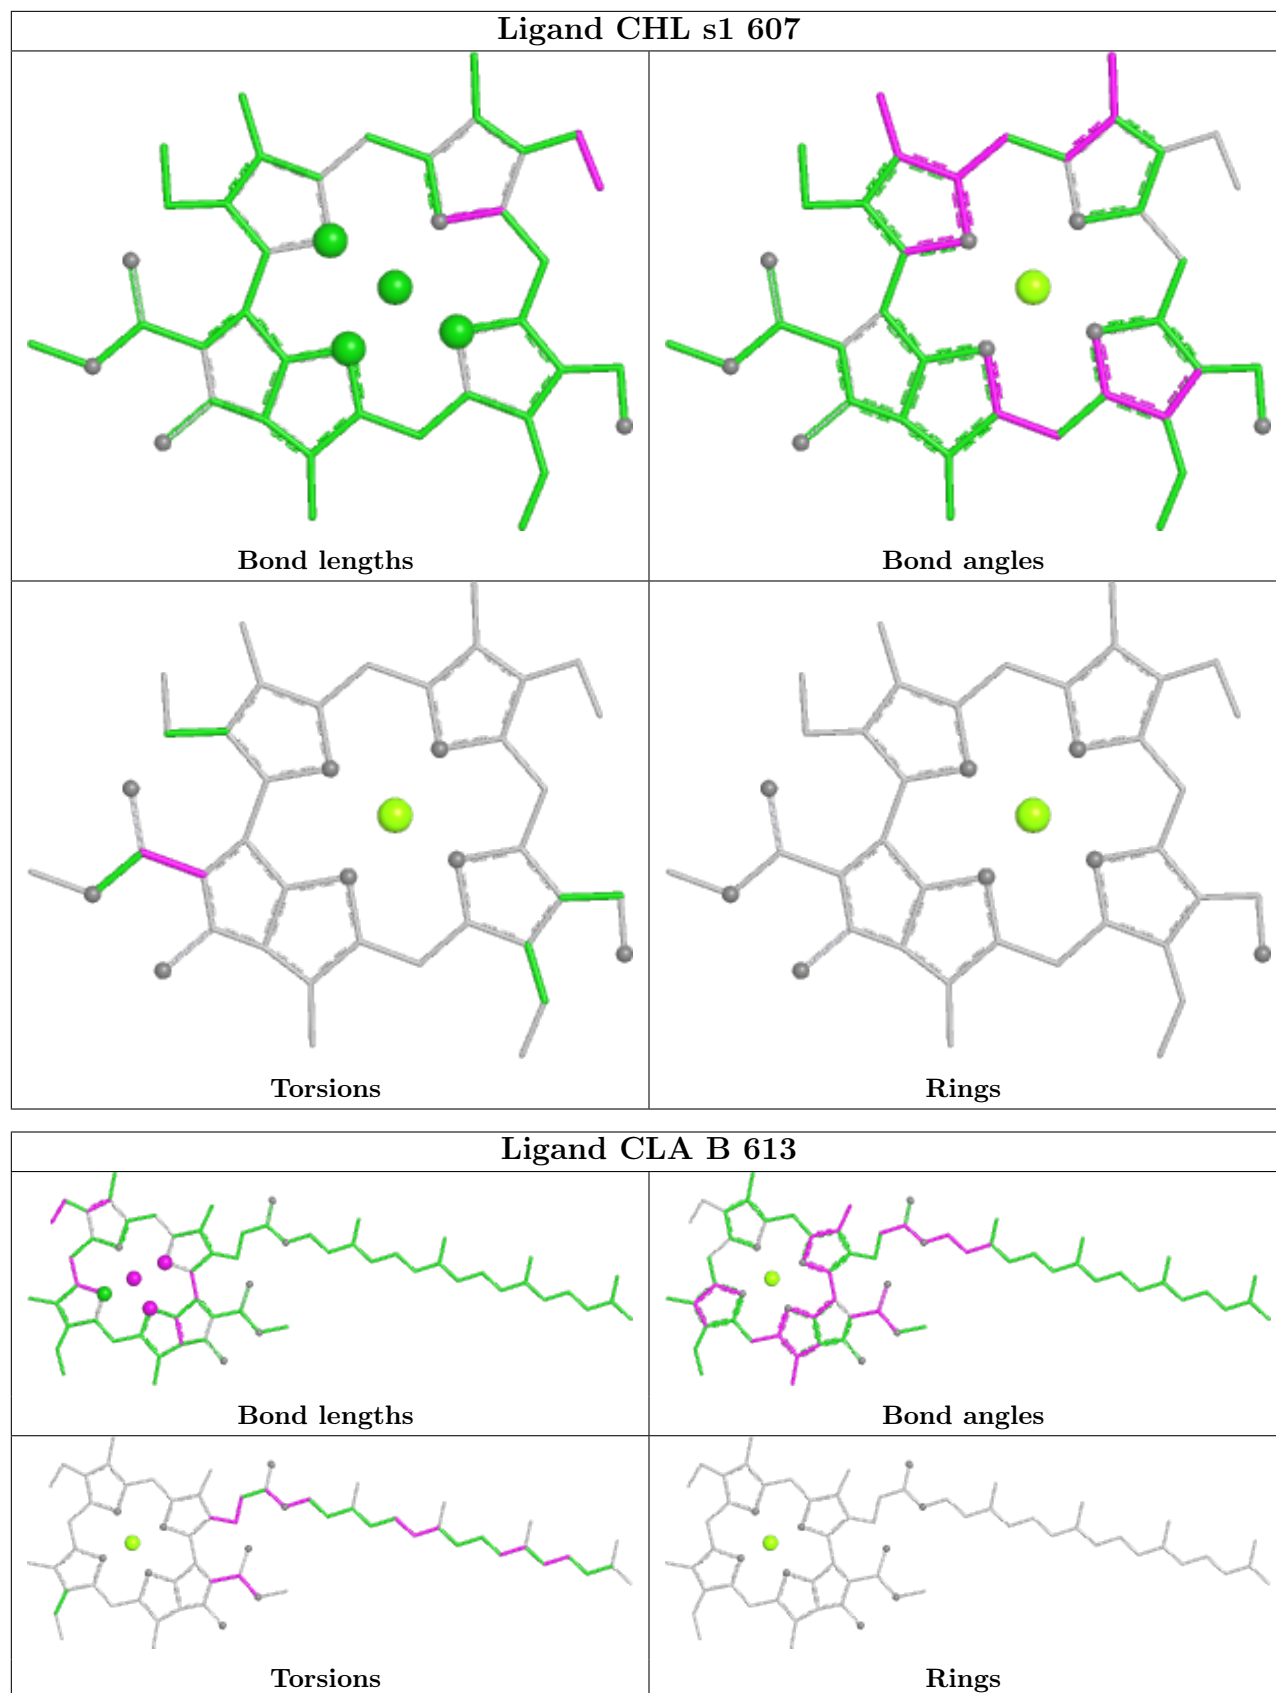 Ligand CHL s1 607
Bond lengths
Bond angles
Torsions
Rings
Ligand CLA B 613
Bond lengths
Bond angles
Torsions
Rings